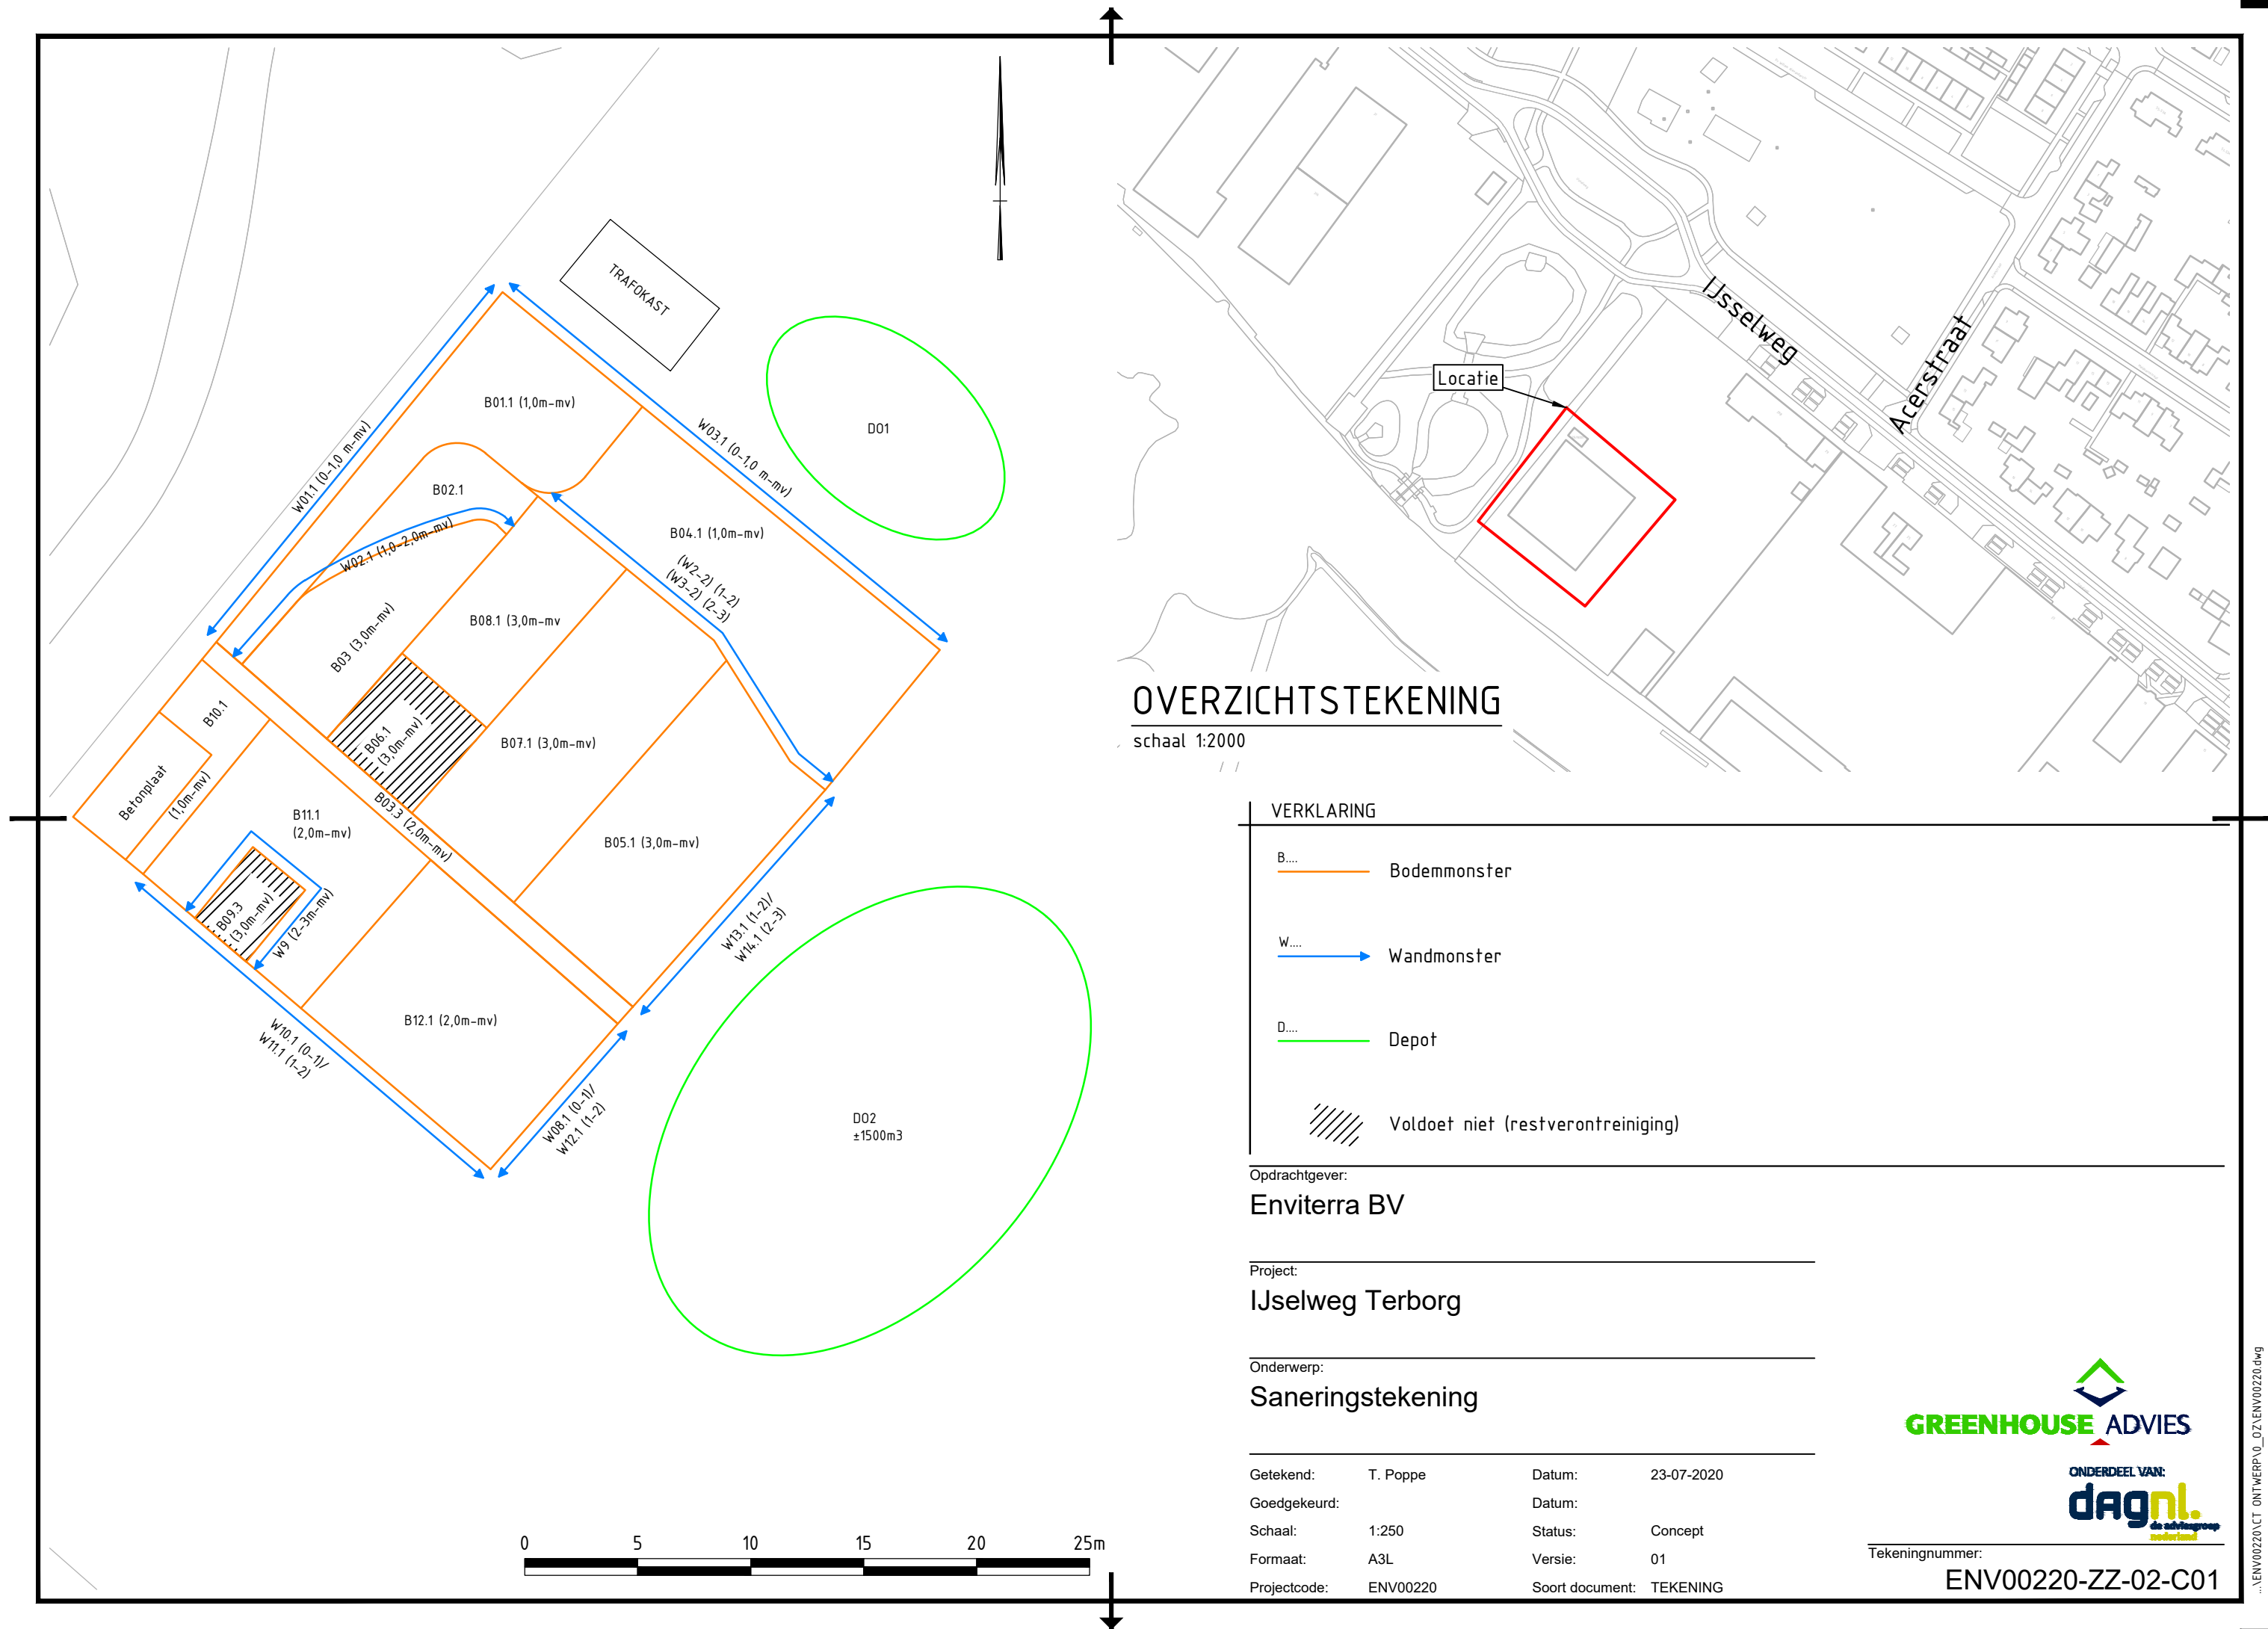 TRAFOKAST
B01.1 (1,0m-mv)
D01
W01.1 (0-1,0 m-mv)
W03.1 (0-1,0 m-mv)
B02.1
W02.1 (1,0-2,0m-mv)
B04.1 (1,0m-mv)
(W2-2) (1-2)
(W3-2) (2-3)
B03 (3,0m-mv)
B08.1 (3,0m-mv
B10.1
B06.1
(3,0m-mv)
B07.1 (3,0m-mv)
Betonplaat
(1,0m-mv)
B11.1
(2,0m-mv)
B03.3 (2,0m-mv)
B05.1 (3,0m-mv)
B09.3
(3,0m-mv)
W9 (2-3m-mv)
W13.1 (1-2)/
W14.1 (2-3)
B12.1 (2,0m-mv)
W10.1 (0-1)/
W11.1 (1-2)
W08.1 (0-1)/
W12.1 (1-2)
D02
±1500m3
0 5 10 15 20 25m
IJsselweg
Acerstraat
Locatie
OVERZICHTSTEKENING
schaal 1:2000
VERKLARING
B....
Bodemmonster
W....
Wandmonster
D....
Depot
Voldoet niet (restverontreiniging)
Opdrachtgever:
Enviterra BV
Project:
IJselweg Terborg
Onderwerp:
Saneringstekening
Getekend: T. Poppe Datum: 23-07-2020
Goedgekeurd: Datum:
Schaal: 1:250 Status: Concept
Formaat: A3L Versie: 01
Projectcode: ENV00220 Soort document: TEKENING
GREENHOUSE ADVIES
ONDERDEEL VAN:
dagnl.
de adviesgroep
nederland
Tekeningnummer:
ENV00220-ZZ-02-C01
...\ENV00220\CT ONTWERP\0_OZ\ENV00220.dwg